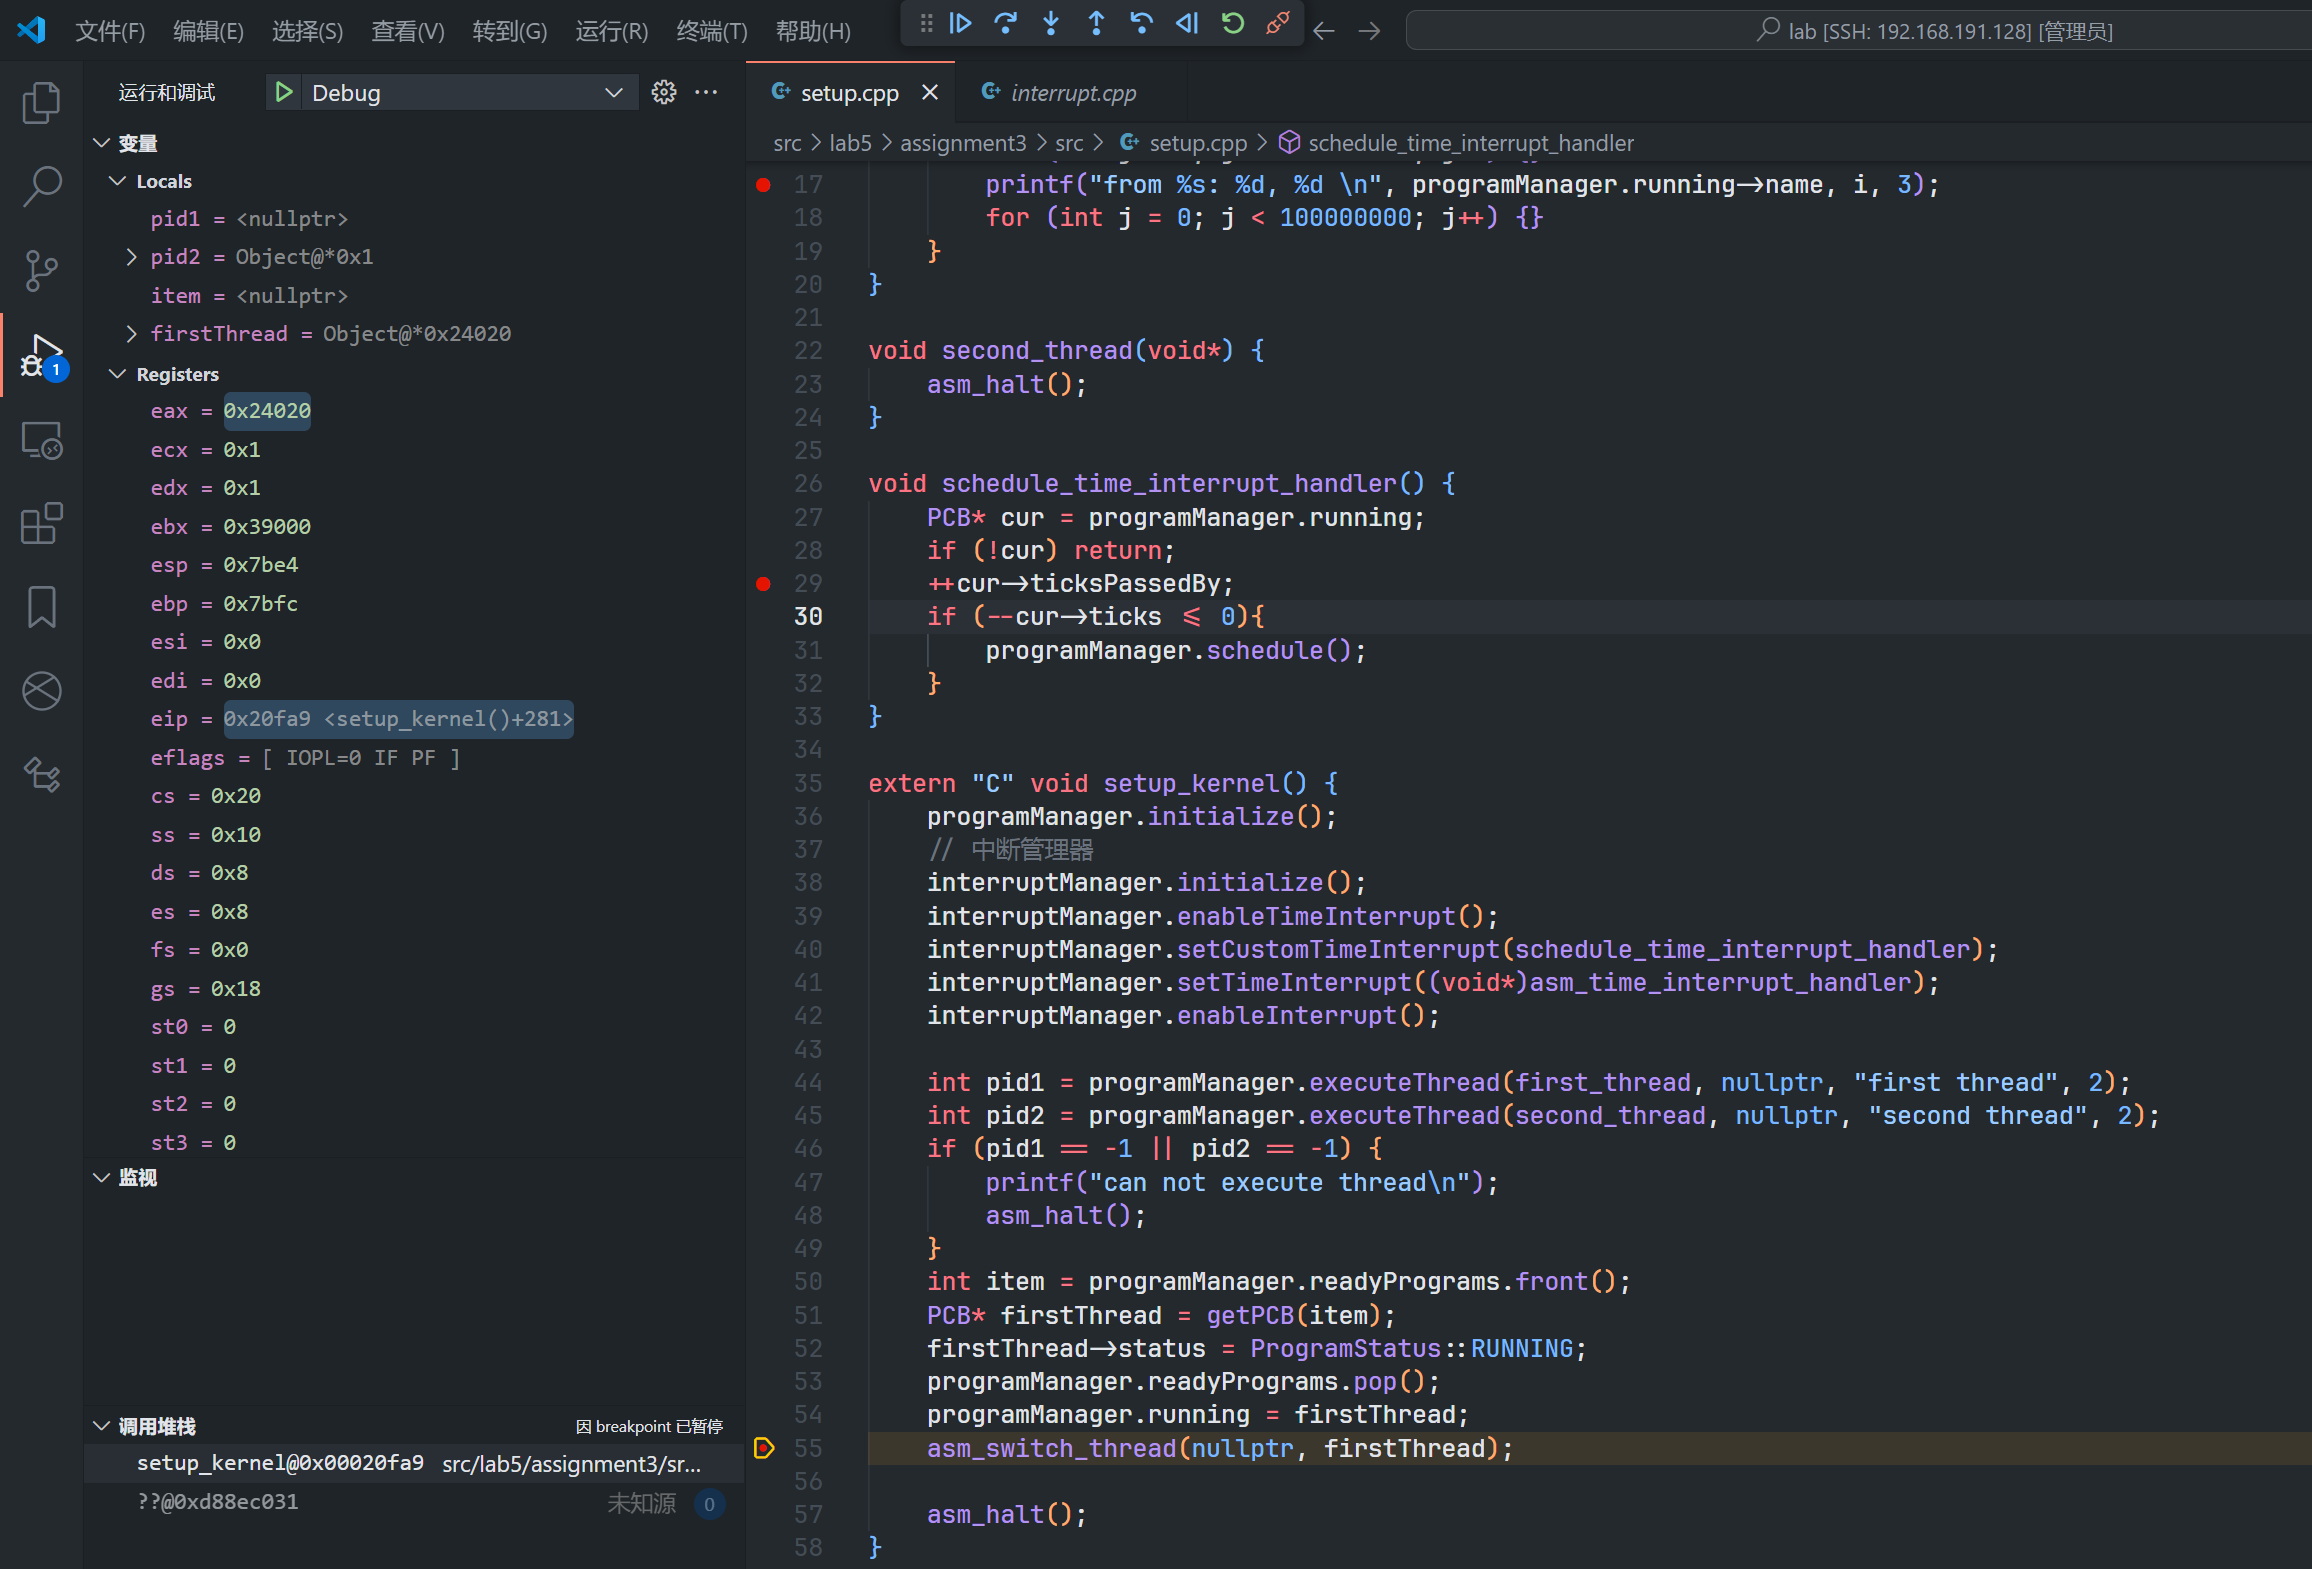 文件(F) 编辑(E) 选择(S) 查看(V) 转到(G) 运行(R) 终端(T) 帮助(H)
lab [SSH: 192.168.191.128] [管理员]
运行和调试 Debug
变量
Locals
pid1 = <nullptr>
pid2 = Object@*0x1
item = <nullptr>
firstThread = Object@*0x24020
Registers
eax = 0x24020
ecx = 0x1
edx = 0x1
ebx = 0x39000
esp = 0x7be4
ebp = 0x7bfc
esi = 0x0
edi = 0x0
eip = 0x20fa9 <setup_kernel()+281>
eflags = [ IOPL=0 IF PF ]
cs = 0x20
ss = 0x10
ds = 0x8
es = 0x8
fs = 0x0
gs = 0x18
st0 = 0
st1 = 0
st2 = 0
st3 = 0
监视
调用堆栈 因 breakpoint 已暂停
setup_kernel@0x00020fa9 src/lab5/assignment3/sr...
??@0xd88ec031 未知源 0
1
setup.cpp
interrupt.cpp
src > lab5 > assignment3 > src > setup.cpp > schedule_time_interrupt_handler
17 printf("from %s: %d, %d \n", programManager.running->name, i, 3);
18 for (int j = 0; j < 100000000; j++) {}
19 }
20 }
21
22 void second_thread(void*) {
23 asm_halt();
24 }
25
26 void schedule_time_interrupt_handler() {
27 PCB* cur = programManager.running;
28 if (!cur) return;
29 ++cur->ticksPassedBy;
30 if (--cur->ticks <= 0){
31 programManager.schedule();
32 }
33 }
34
35 extern "C" void setup_kernel() {
36 programManager.initialize();
37 // 中断管理器
38 interruptManager.initialize();
39 interruptManager.enableTimeInterrupt();
40 interruptManager.setCustomTimeInterrupt(schedule_time_interrupt_handler);
41 interruptManager.setTimeInterrupt((void*)asm_time_interrupt_handler);
42 interruptManager.enableInterrupt();
43
44 int pid1 = programManager.executeThread(first_thread, nullptr, "first thread", 2);
45 int pid2 = programManager.executeThread(second_thread, nullptr, "second thread", 2);
46 if (pid1 == -1 || pid2 == -1) {
47 printf("can not execute thread\n");
48 asm_halt();
49 }
50 int item = programManager.readyPrograms.front();
51 PCB* firstThread = getPCB(item);
52 firstThread->status = ProgramStatus::RUNNING;
53 programManager.readyPrograms.pop();
54 programManager.running = firstThread;
55 asm_switch_thread(nullptr, firstThread);
56
57 asm_halt();
58 }